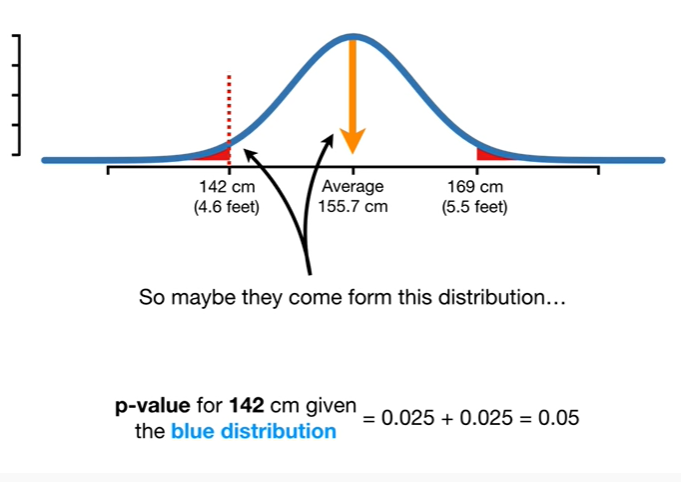 142 cm
(4.6 feet)
Average
155.7 cm
169 cm
(5.5 feet)
So maybe they come form this distribution…
p-value for 142 cm given
the blue distribution
= 0.025 + 0.025 = 0.05